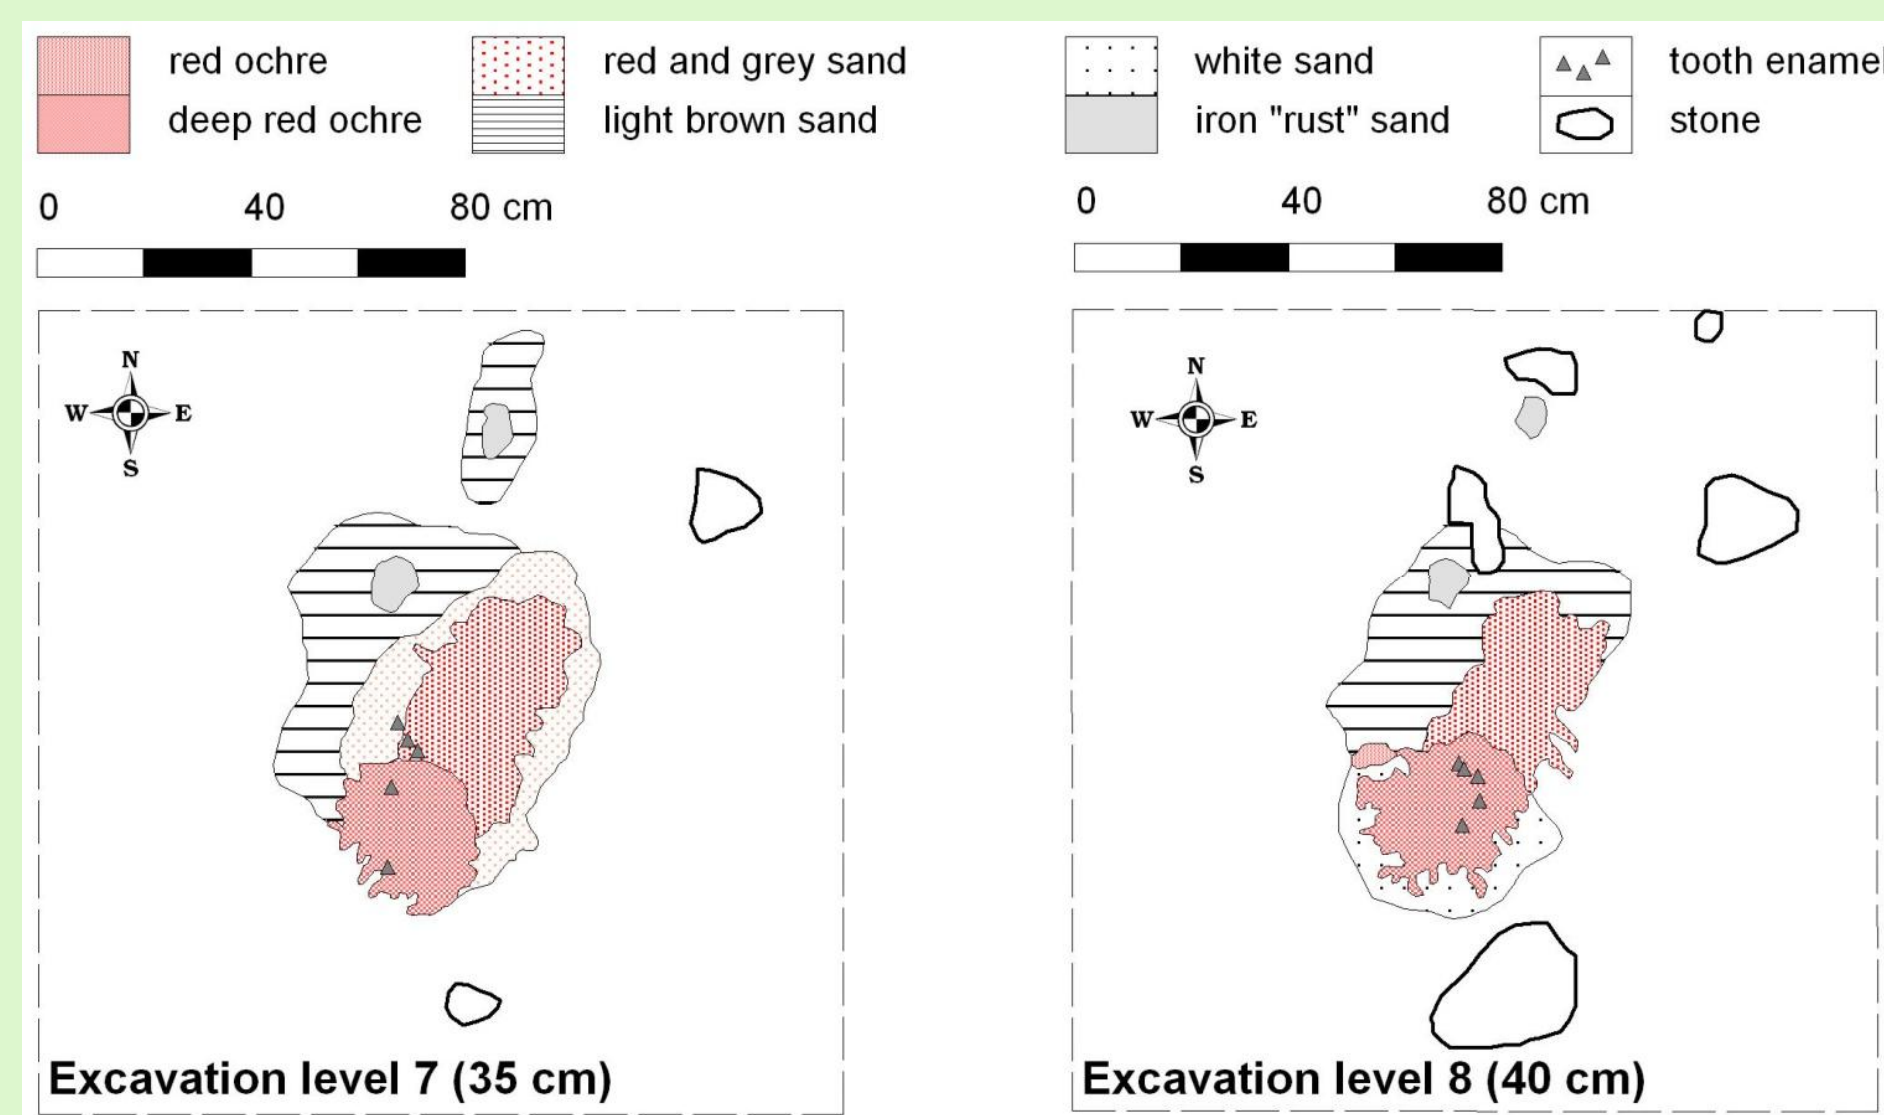 red ochre
deep red ochre
red and grey sand
light brown sand
white sand
iron "rust" sand
tooth enamel
stone
0 40 80 cm
0 40 80 cm
N
W E
S
N
W E
S
Excavation level 7 (35 cm)
Excavation level 8 (40 cm)